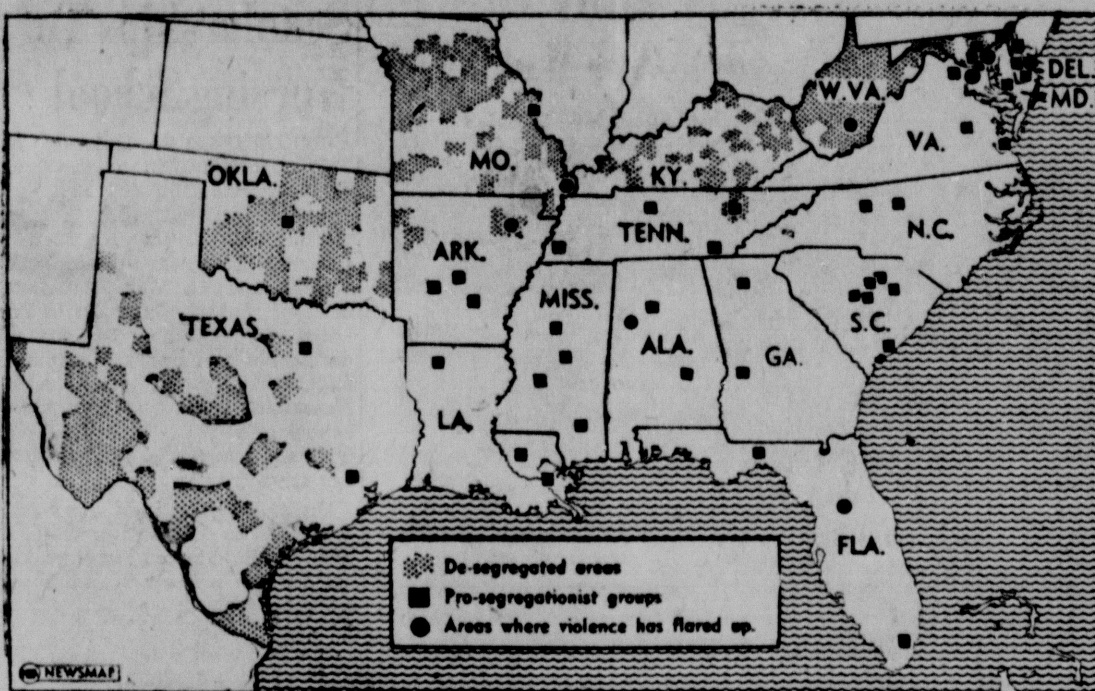 DEL.
W. VA.
MD.
VA.
MO.
KY.
OKLA.
N.C.
TENN.
ARK.
MISS.
TEXAS
S.C.
ALA.
GA.
LA.
FLA.
De-segregated areas
Pro-segregationist groups
Areas where violence has flared up.
NEWSMAP